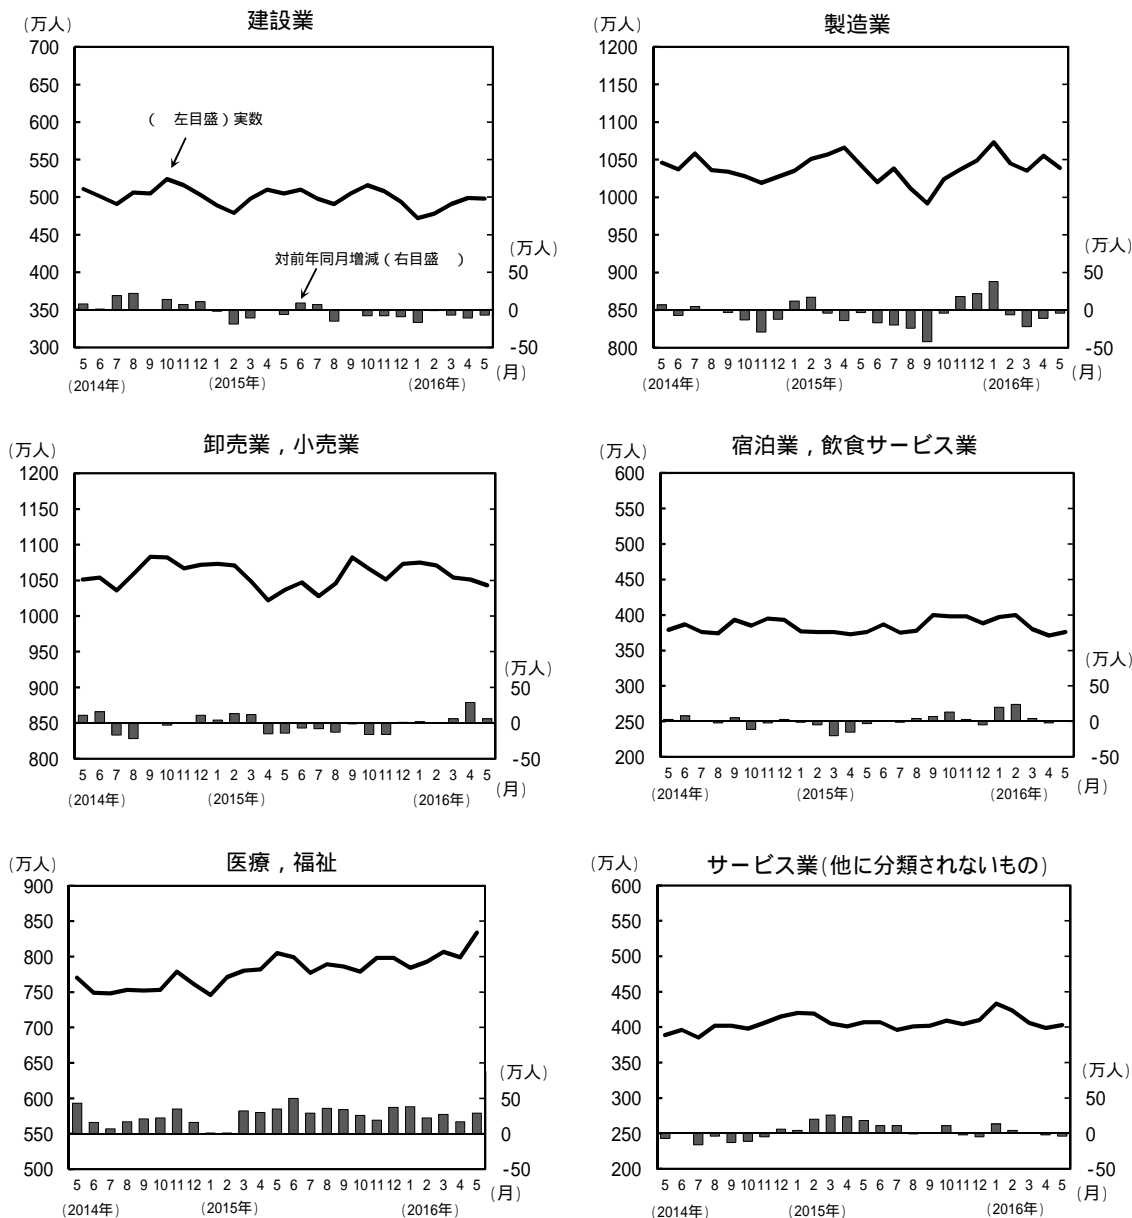 建設業
(万人)
700
650
600
550
500
450
400
350
300
( 左目盛)実数
対前年同月増減(右目盛 )
(万人)
50
0
-50
5 6 7 8 9 10 11 12 1 2 3 4 5 6 7 8 9 10 11 12 1 2 3 4 5 (月)
(2014年) (2015年) (2016年)
製造業
(万人)
1200
1150
1100
1050
1000
950
900
850
800
(万人)
50
0
-50
5 6 7 8 9 10 11 12 1 2 3 4 5 6 7 8 9 10 11 12 1 2 3 4 5 (月)
(2014年) (2015年) (2016年)
卸売業,小売業
(万人)
1200
1150
1100
1050
1000
950
900
850
800
(万人)
50
0
-50
5 6 7 8 9 10 11 12 1 2 3 4 5 6 7 8 9 10 11 12 1 2 3 4 5 (月)
(2014年) (2015年) (2016年)
宿泊業,飲食サービス業
(万人)
600
550
500
450
400
350
300
250
200
(万人)
50
0
-50
5 6 7 8 9 10 11 12 1 2 3 4 5 6 7 8 9 10 11 12 1 2 3 4 5 (月)
(2014年) (2015年) (2016年)
医療,福祉
(万人)
900
850
800
750
700
650
600
550
500
(万人)
50
0
-50
5 6 7 8 9 10 11 12 1 2 3 4 5 6 7 8 9 10 11 12 1 2 3 4 5 (月)
(2014年) (2015年) (2016年)
サービス業(他に分類されないもの)
(万人)
600
550
500
450
400
350
300
250
200
(万人)
50
0
-50
5 6 7 8 9 10 11 12 1 2 3 4 5 6 7 8 9 10 11 12 1 2 3 4 5 (月)
(2014年) (2015年) (2016年)